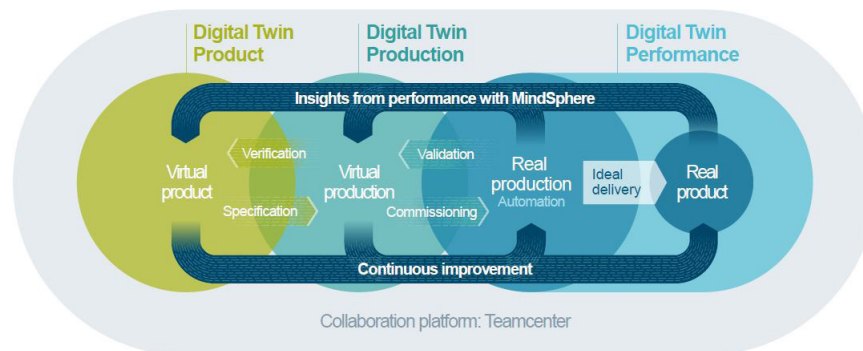 Digital Twin
Product
Digital Twin
Production
Digital Twin
Performance
Insights from performance with MindSphere
Virtual
product
Verification
Specification
Virtual
production
Validation
Commissioning
Real
production
Automation
Ideal
delivery
Real
product
Continuous improvement
Collaboration platform: Teamcenter